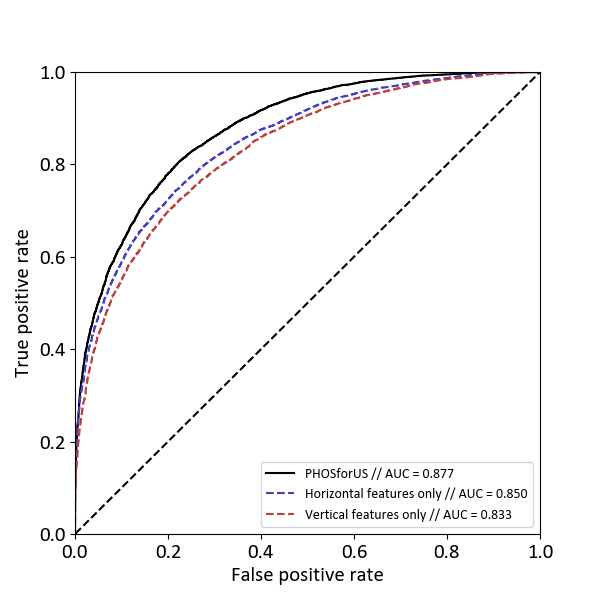 1.0
0.8
0.6
0.4
0.2
0.0
True positive rate
PHOSforUS // AUC = 0.877
Horizontal features only // AUC = 0.850
Vertical features only // AUC = 0.833
0.0 0.2 0.4 0.6 0.8 1.0
False positive rate